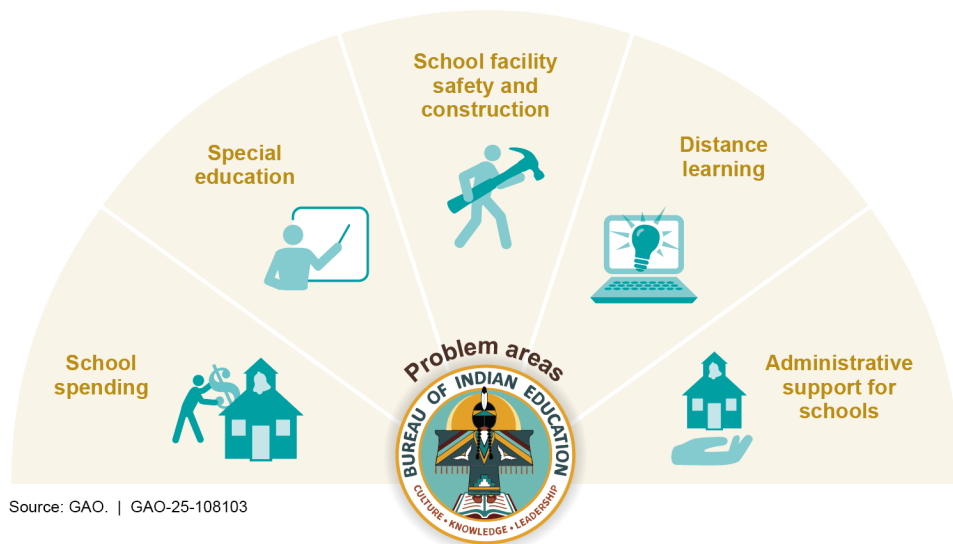 School facility
safety and
construction
Special
education
Distance
learning
School
spending
Administrative
support for
schools
Problem areas
BUREAU OF INDIAN EDUCATION
CULTURE • KNOWLEDGE • LEADERSHIP
Source: GAO. | GAO-25-108103